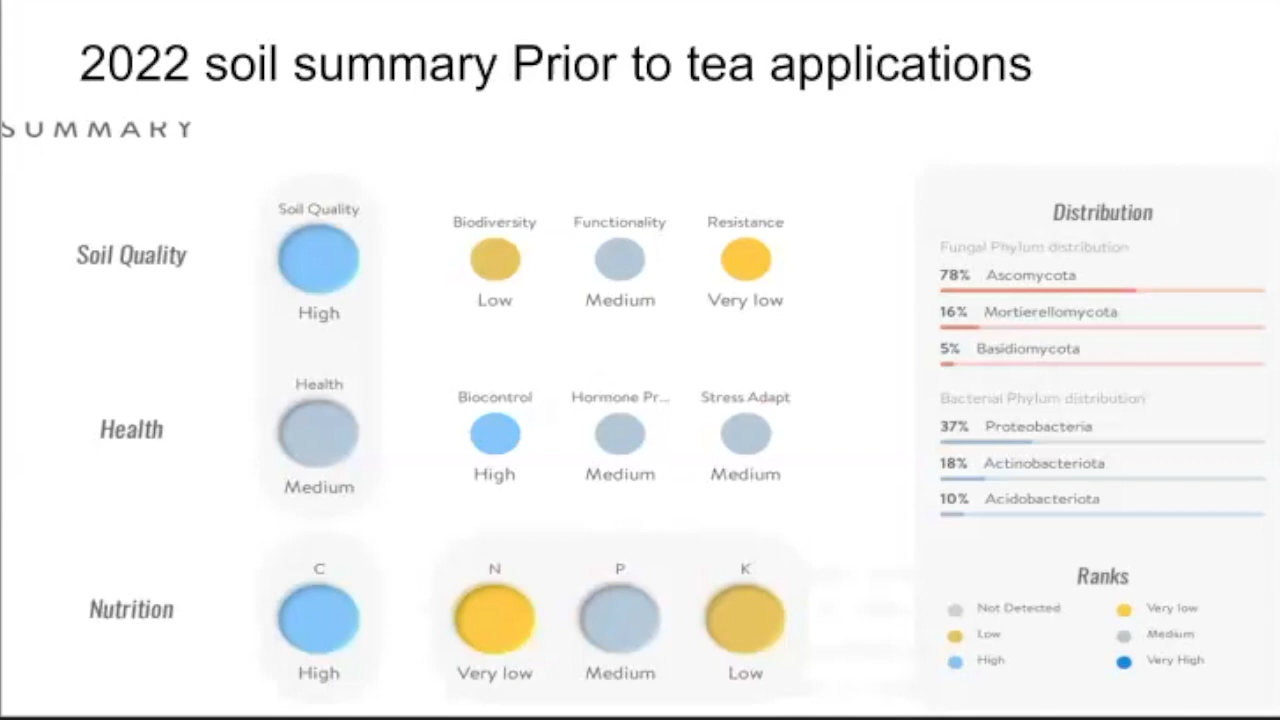 2022 soil summary Prior to tea applications
SUMMARY
Soil Quality
Soil Quality
High
Biodiversity
Low
Functionality
Medium
Resistance
Very low
Health
Health
Medium
Biocontrol
High
Hormone Pr...
Medium
Stress Adapt
Medium
Nutrition
C
High
N
Very low
P
Medium
K
Low
Distribution
Fungal Phylum distribution
78% Ascomycota
16% Mortierellomycota
5% Basidiomycota
Bacterial Phylum distribution
37% Proteobacteria
18% Actinobacteriota
10% Acidobacteriota
Ranks
Not Detected
Very low
Low
Medium
High
Very High